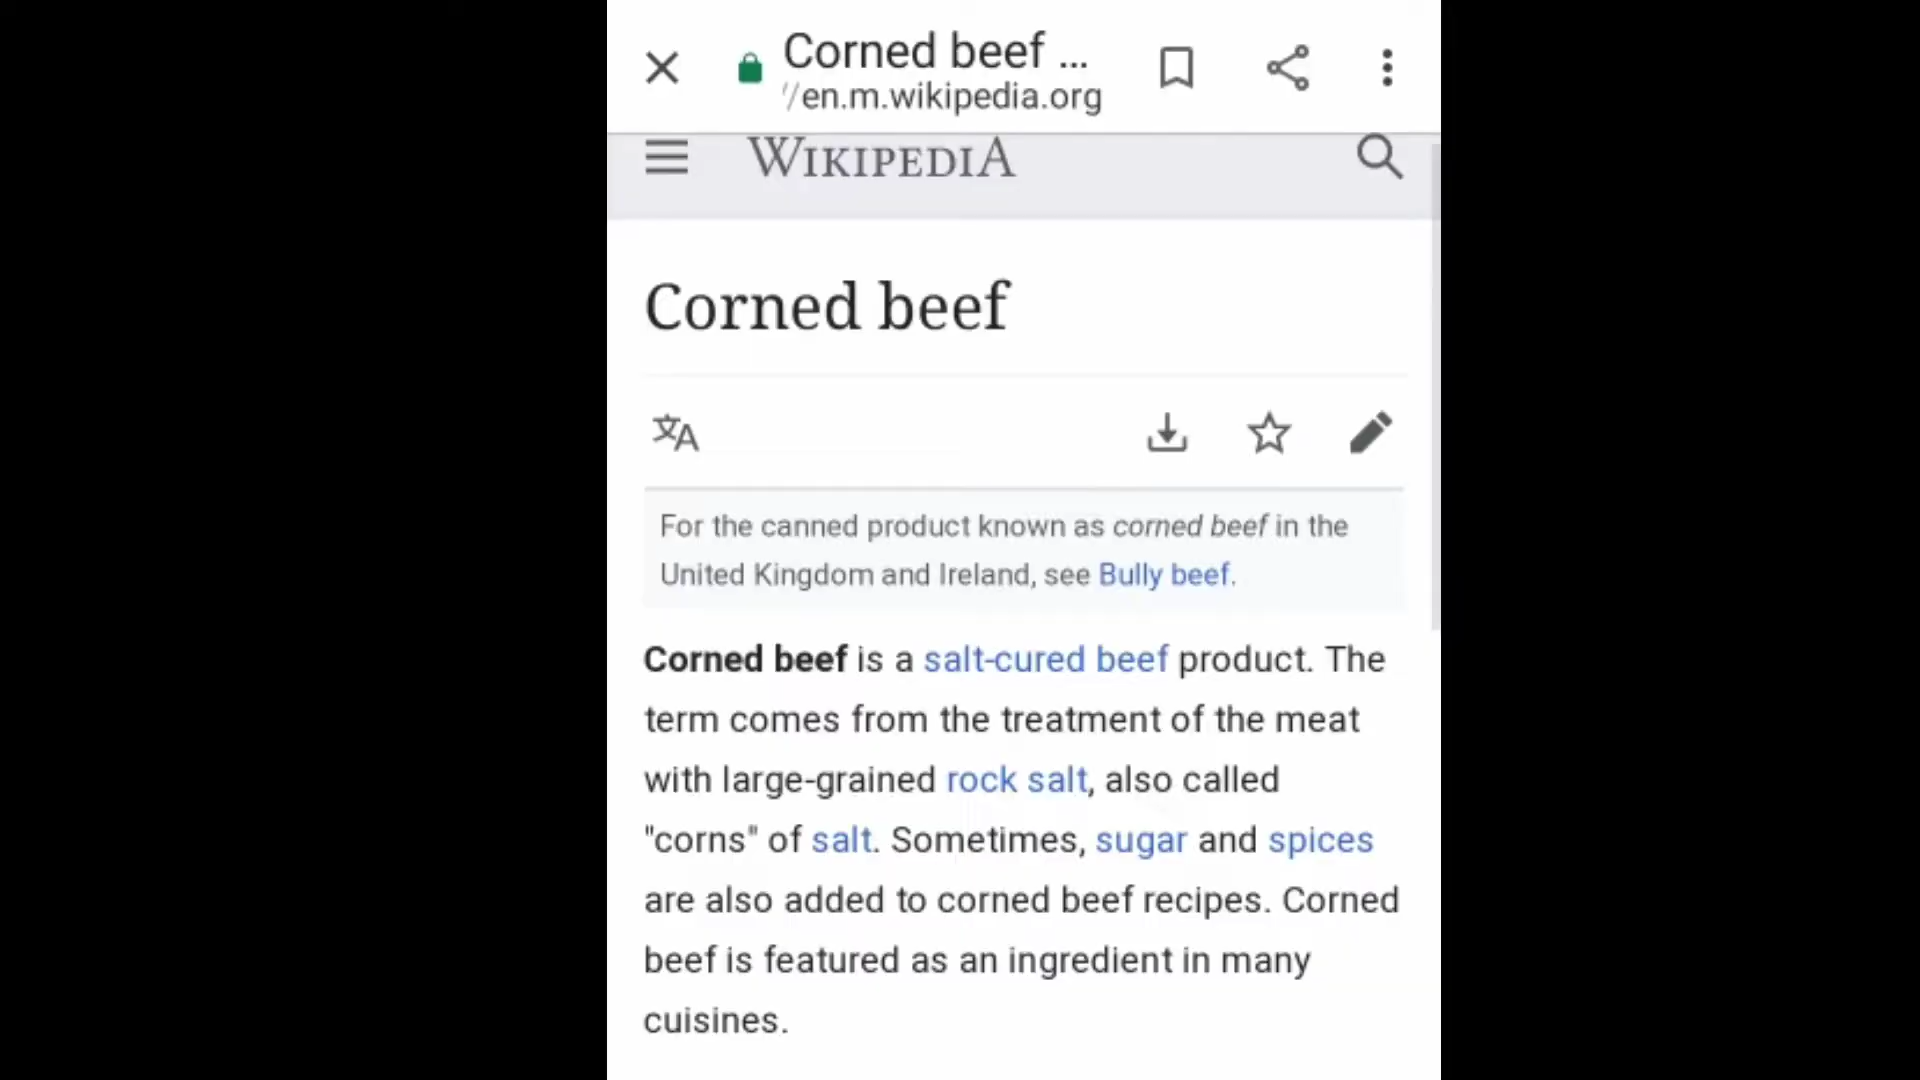 Corned beef ...
//en.m.wikipedia.org
WIKIPEDIA
Corned beef
文A
For the canned product known as corned beef in the
United Kingdom and Ireland, see Bully beef.
Corned beef is a salt-cured beef product. The
term comes from the treatment of the meat
with large-grained rock salt, also called
"corns" of salt. Sometimes, sugar and spices
are also added to corned beef recipes. Corned
beef is featured as an ingredient in many
cuisines.